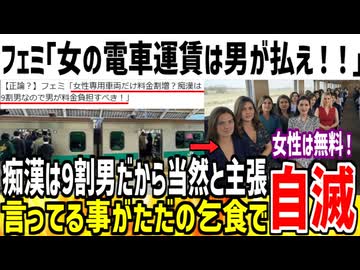 フェミ「女の電車運賃は男が払え！！」
【正論？】フェミ「女性専用車両だけ料金割増？痴漢は
9割男なので男が料金負担すべき！」
女性は無料！
痴漢は9割男だから当然と主張
言ってる事がただの乞食で自滅